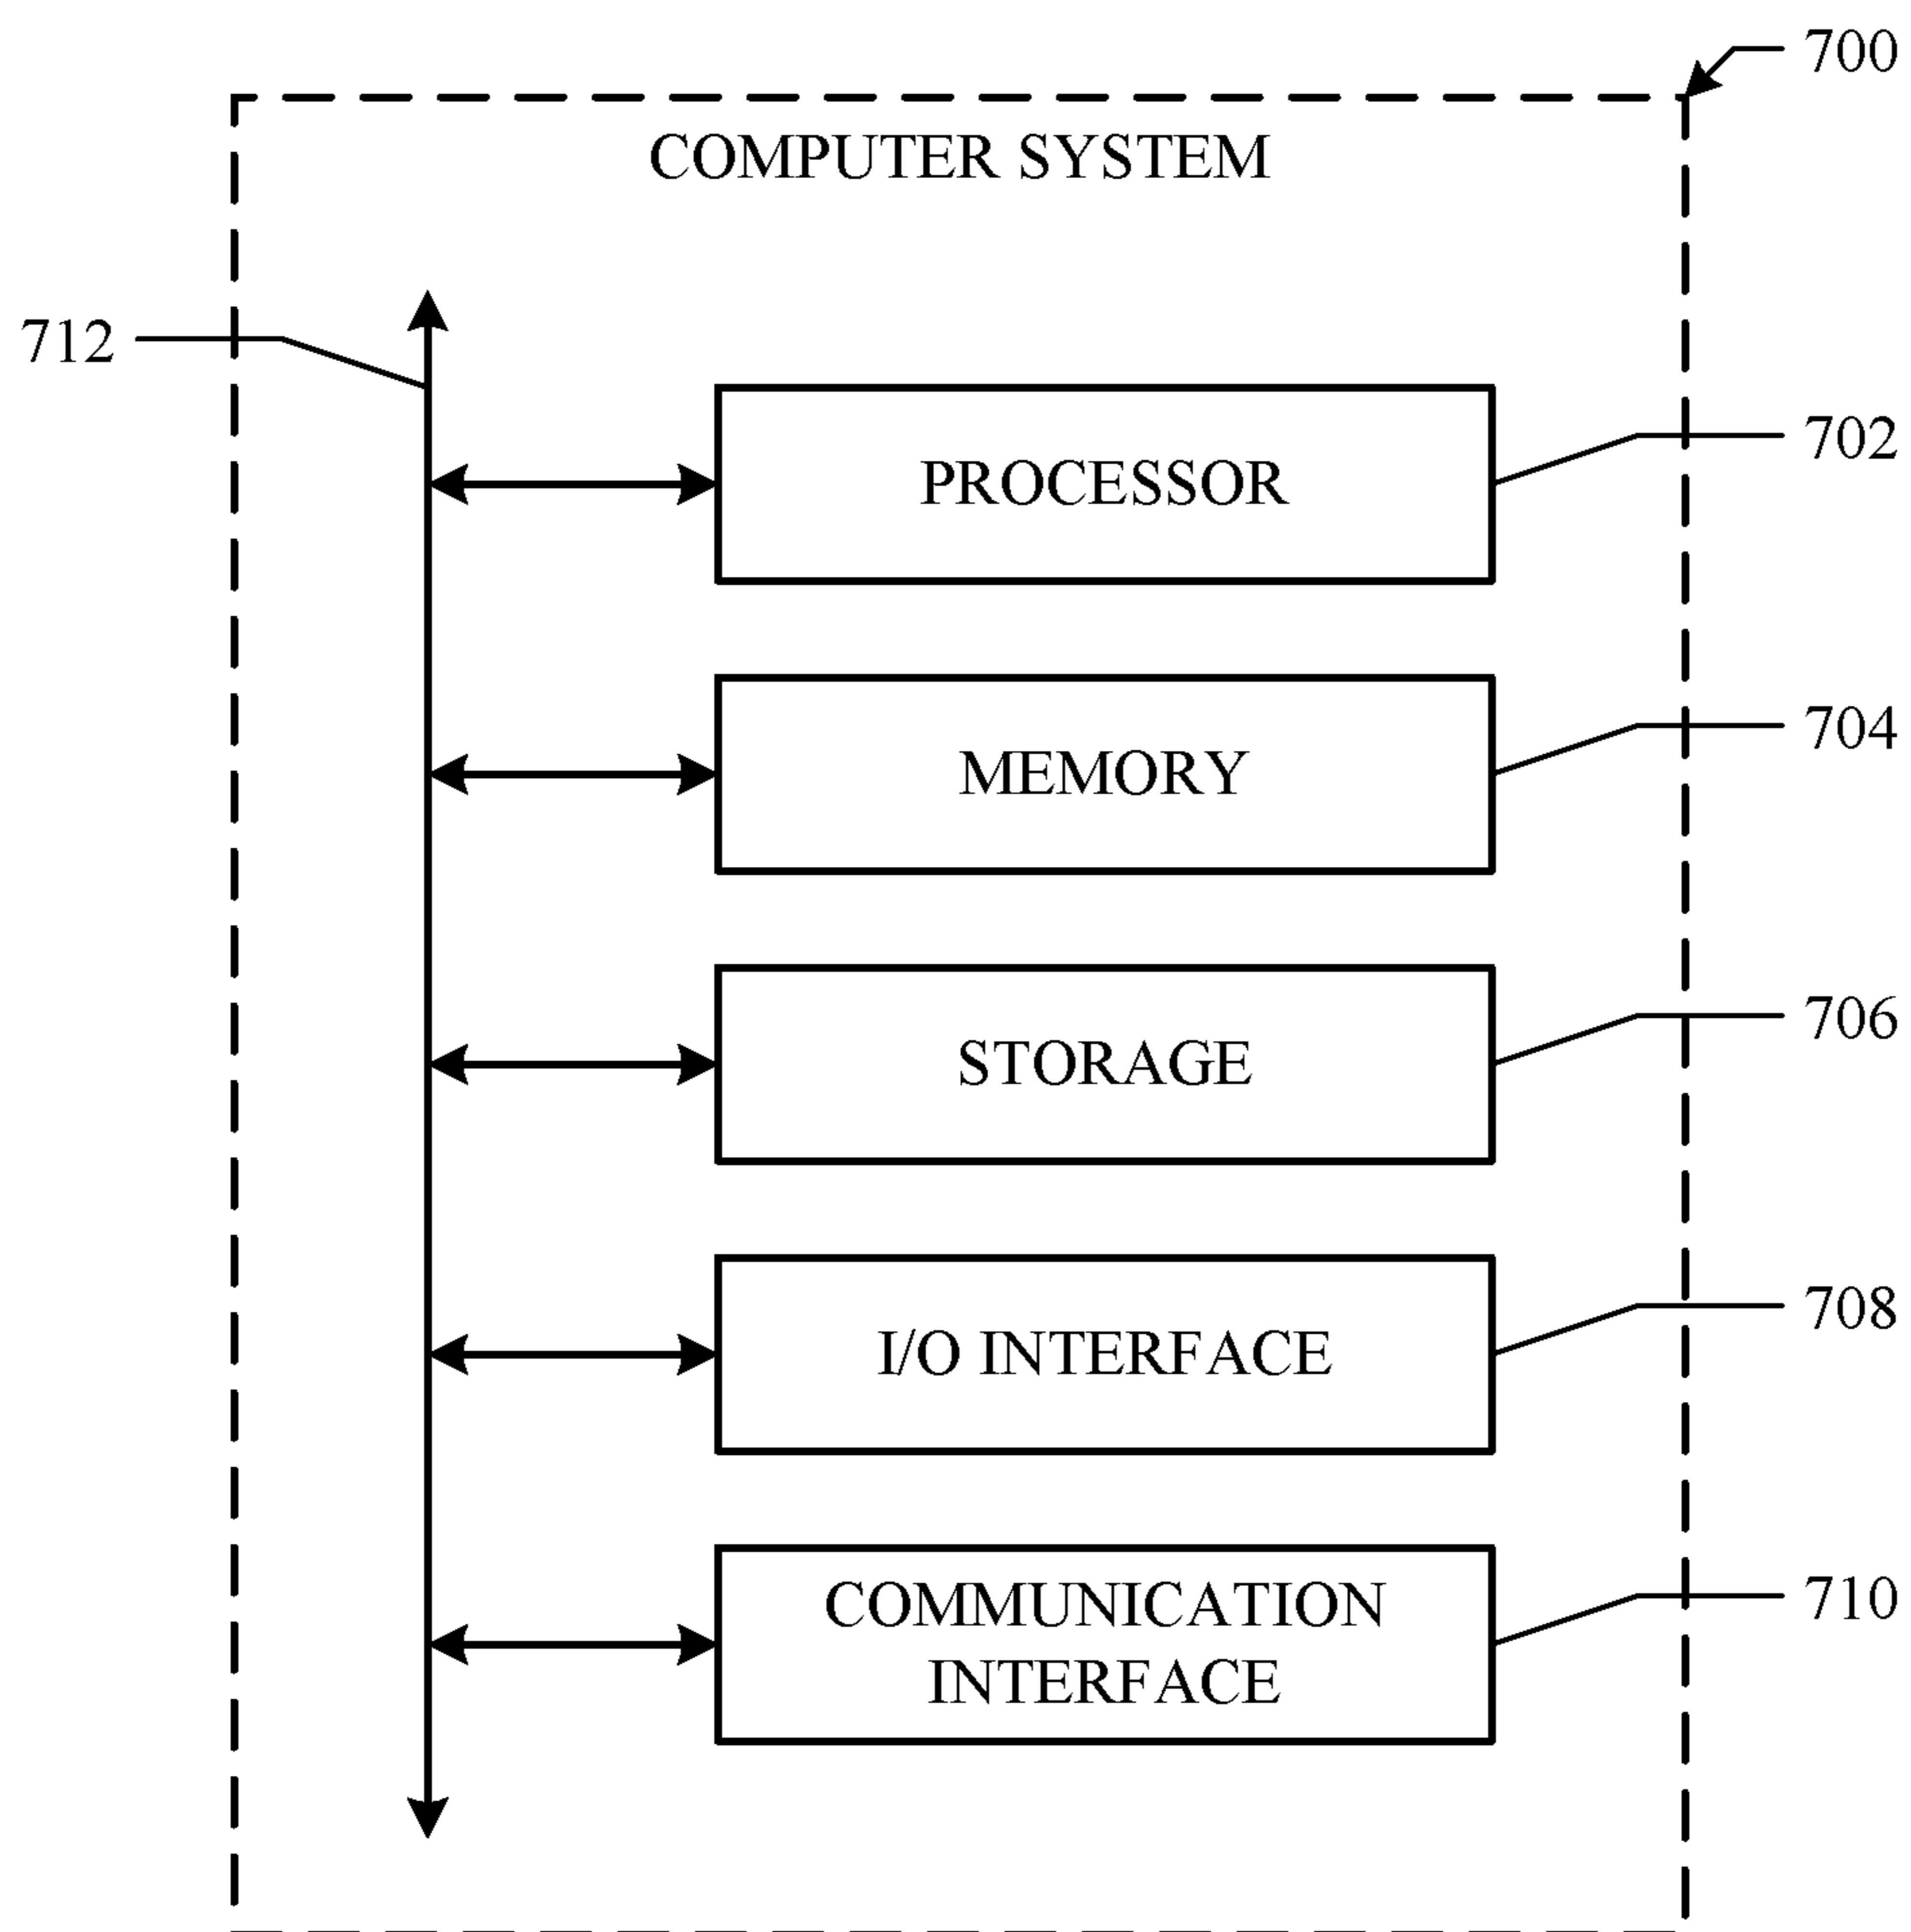 700
COMPUTER SYSTEM
712
PROCESSOR
702
MEMORY
704
STORAGE
706
I/O INTERFACE
708
COMMUNICATION
INTERFACE
710